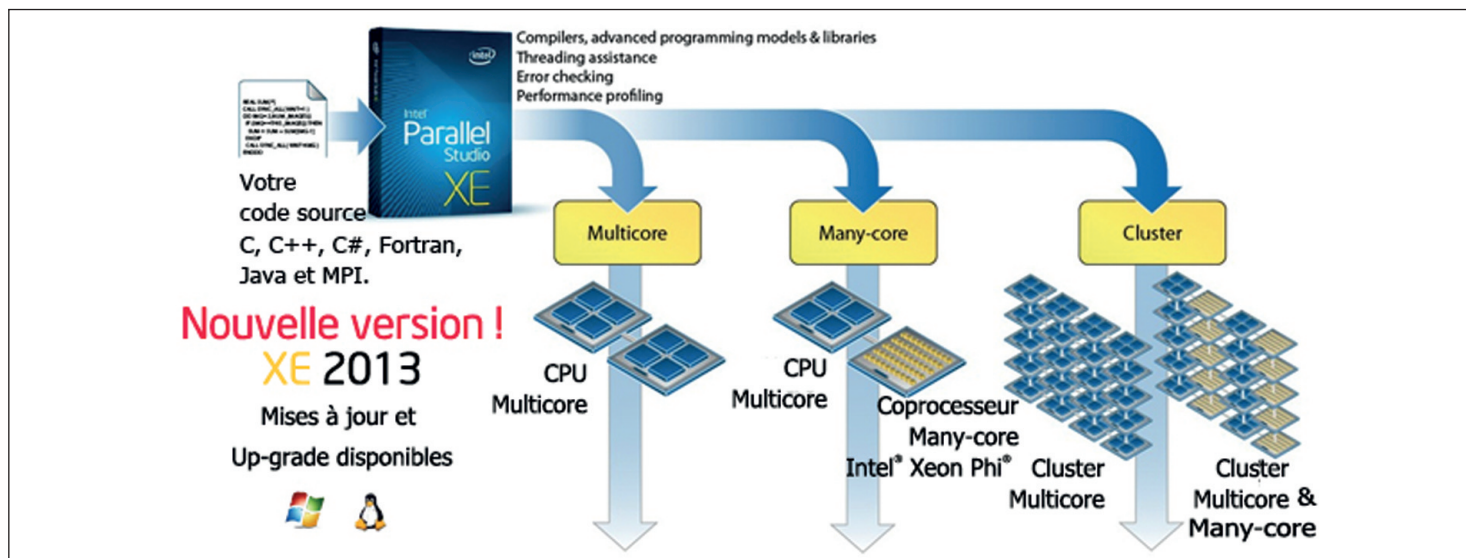 Compilers, advanced programming models & libraries
Threading assistance
Error checking
Performance profiling
intel
Intel
Parallel
Studio
XE
Votre
code source
C, C++, C#, Fortran,
Java et MPI.
Nouvelle version !
XE 2013
Mises à jour et
Up-grade disponibles
Multicore
Many-core
Cluster
CPU
Multicore
CPU
Multicore
Coprocesseur
Many-core
Intel® Xeon Phi®
Cluster
Multicore
Cluster
Multicore &
Many-core